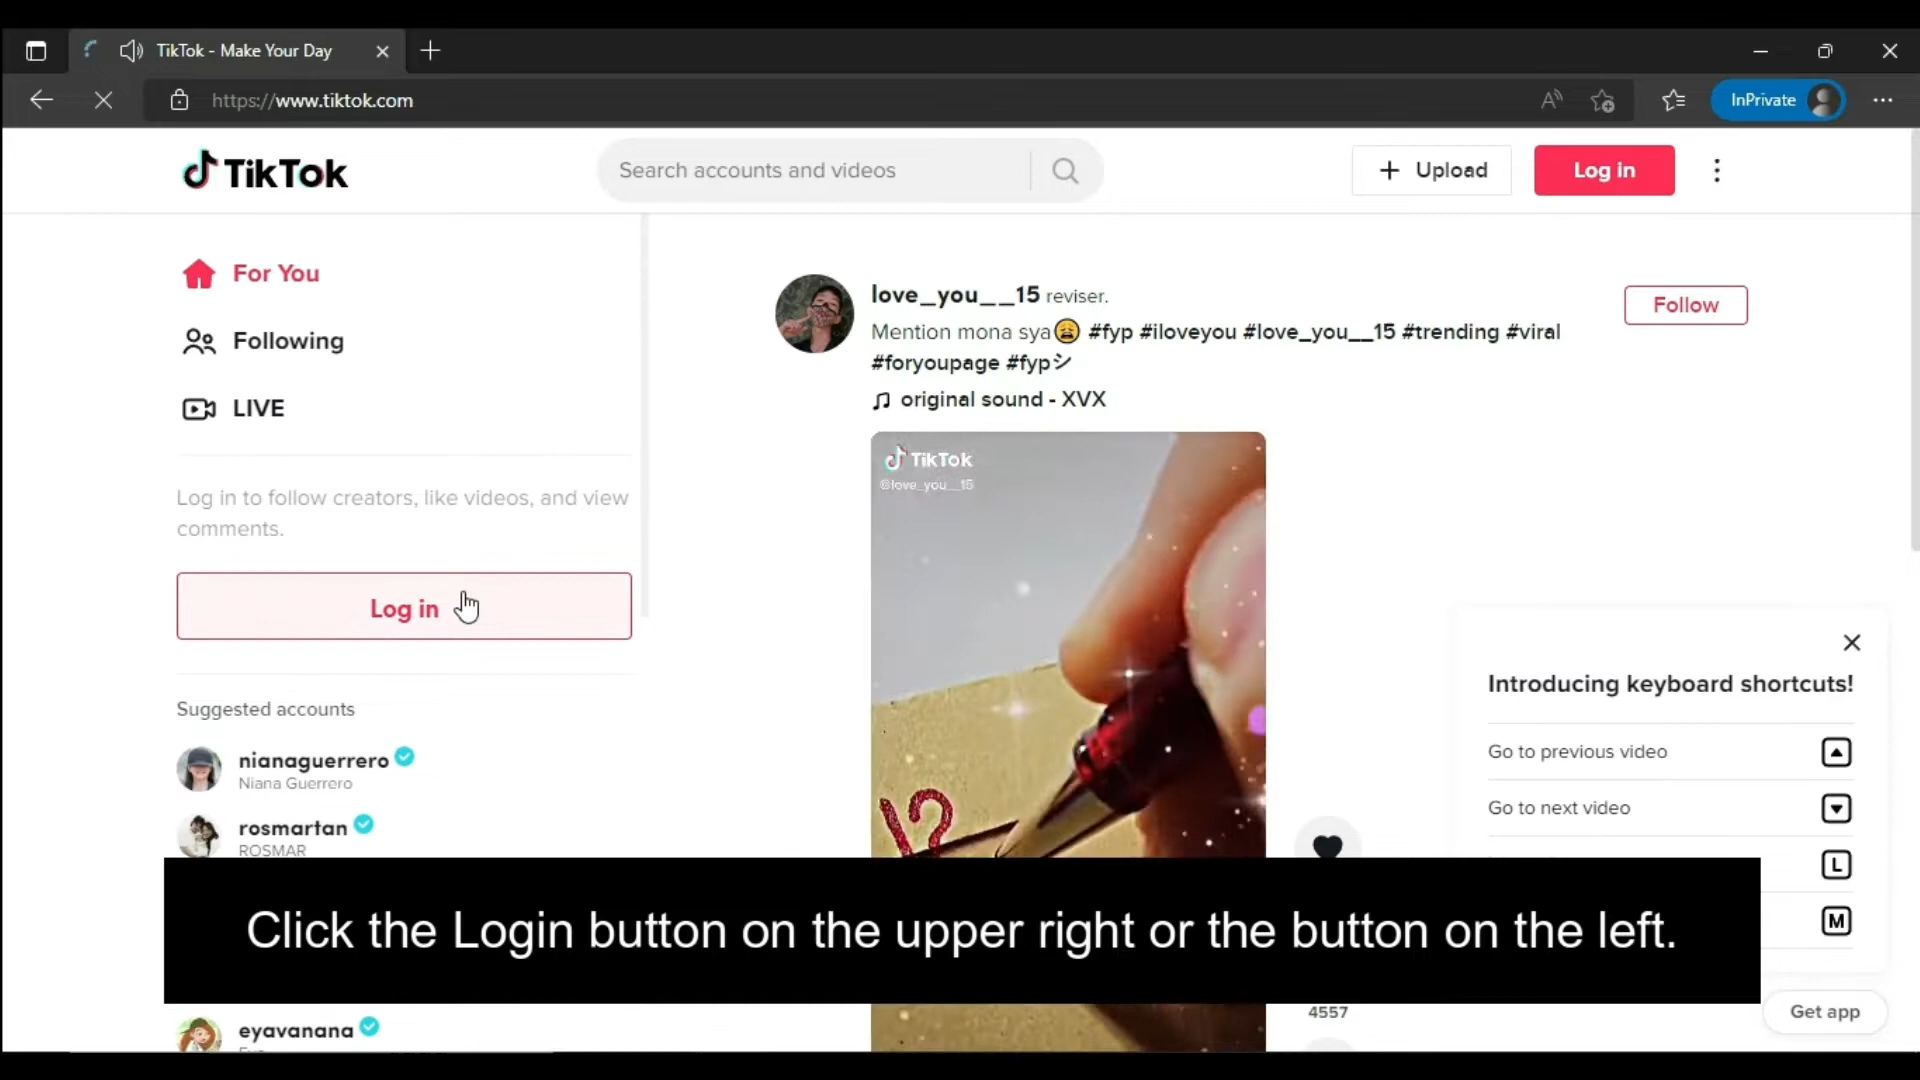 TikTok - Make Your Day
https://www.tiktok.com
InPrivate
TikTok
Search accounts and videos
Upload
Log in
For You
Following
LIVE
Log in to follow creators, like videos, and view
comments.
Log in
Suggested accounts
nianaguerrero
Niana Guerrero
rosmartan
ROSMAR
eyavanana
love_you__15 reviser.
Mention mona sya😩 #fyp #iloveyou #love_you__15 #trending #viral
#foryoupage #fypシ
original sound - XVX
Follow
TikTok
@love_you__15
12
4557
Introducing keyboard shortcuts!
Go to previous video
Go to next video
L
M
Get app
Click the Login button on the upper right or the button on the left.